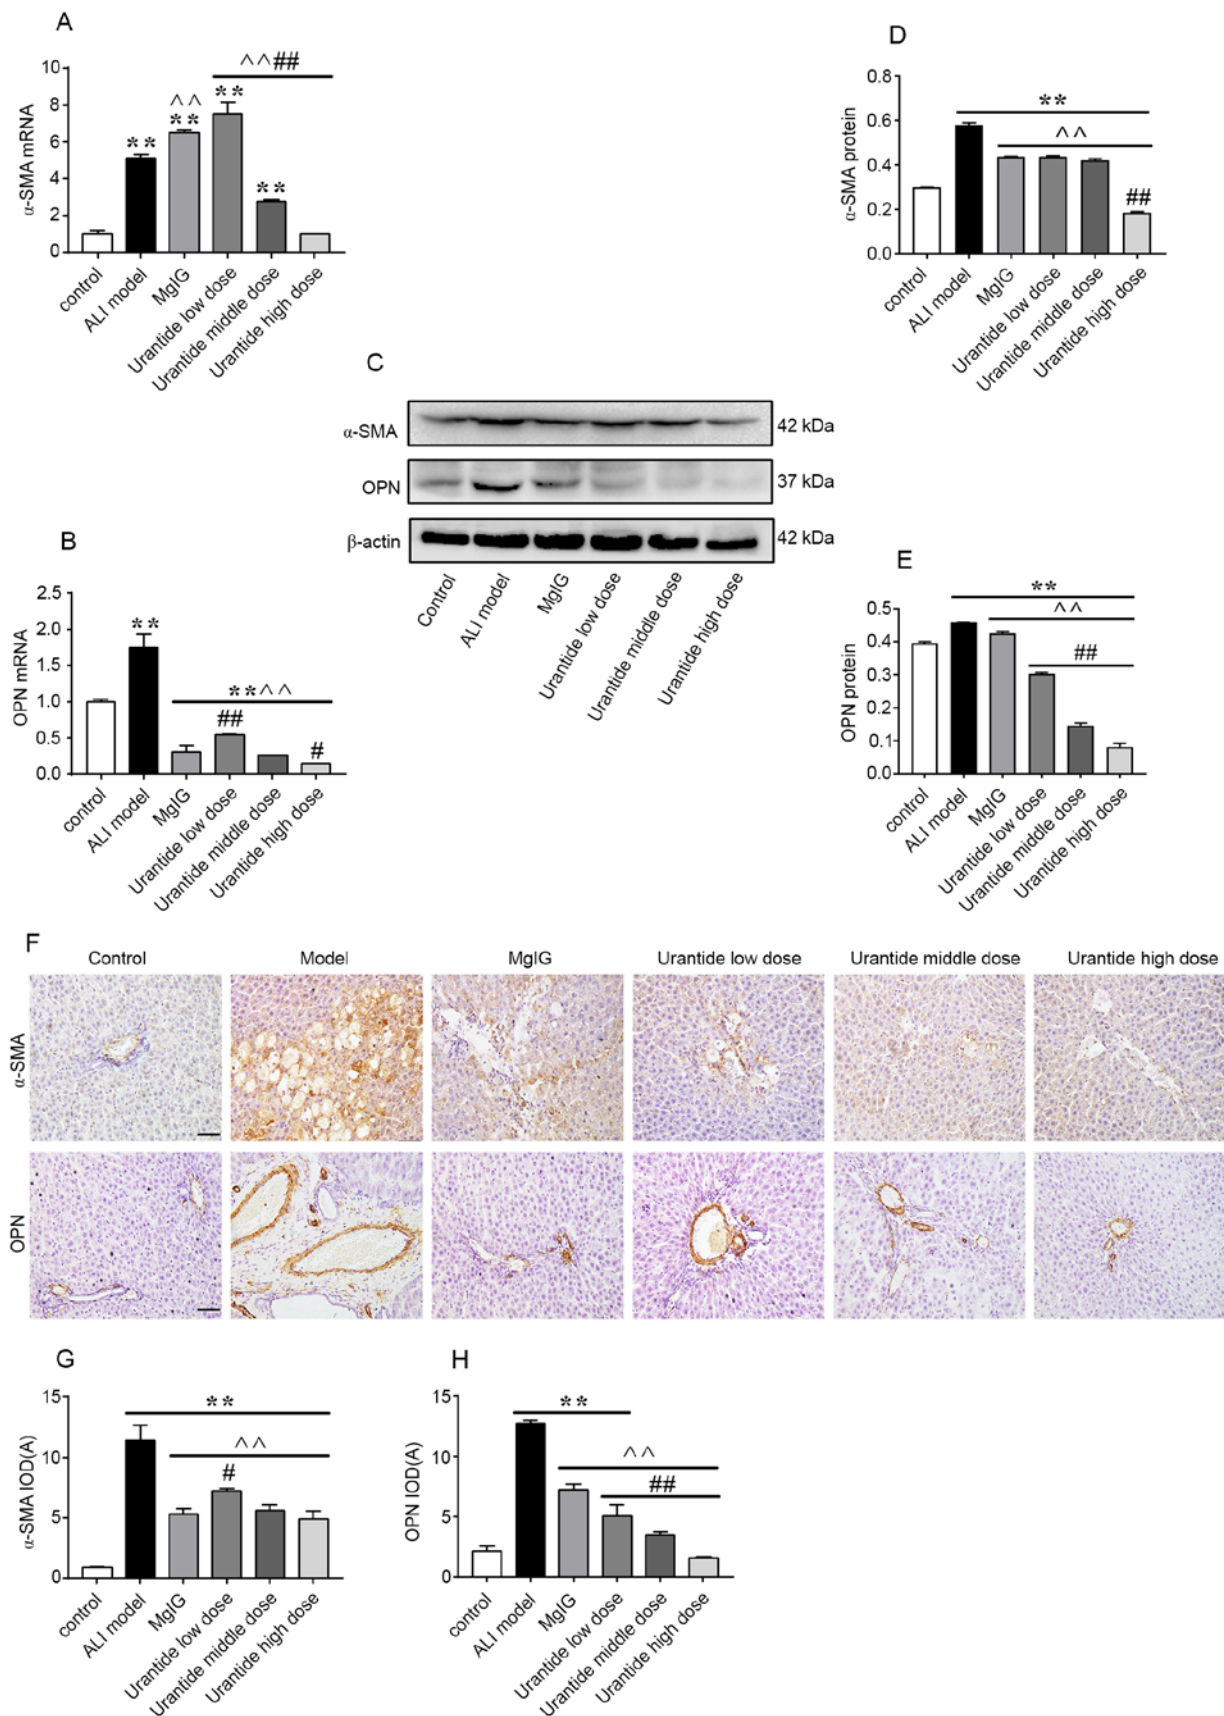 A
α-SMA mRNA
10
8
6
4
2
0
^^##
**
^^
**
**
**
control
ALI model
MgIG
Urantide low dose
Urantide middle dose
Urantide high dose
D
α-SMA protein
0.8
0.6
0.4
0.2
0.0
**
^^
##
control
ALI model
MgIG
Urantide low dose
Urantide middle dose
Urantide high dose
C
α-SMA
42 kDa
OPN
37 kDa
β-actin
42 kDa
Control
ALI model
MgIG
Urantide low dose
Urantide middle dose
Urantide high dose
B
OPN mRNA
2.5
2.0
1.5
1.0
0.5
0.0
**
**^^
##
#
control
ALI model
MgIG
Urantide low dose
Urantide middle dose
Urantide high dose
E
OPN protein
0.5
0.4
0.3
0.2
0.1
0.0
**
^^
##
control
ALI model
MgIG
Urantide low dose
Urantide middle dose
Urantide high dose
F
Control
Model
MgIG
Urantide low dose
Urantide middle dose
Urantide high dose
α-SMA
OPN
G
α-SMA IOD(A)
15
10
5
0
**
^^
#
control
ALI model
MgIG
Urantide low dose
Urantide middle dose
Urantide high dose
H
OPN IOD(A)
15
10
5
0
**
^^
##
control
ALI model
MgIG
Urantide low dose
Urantide middle dose
Urantide high dose